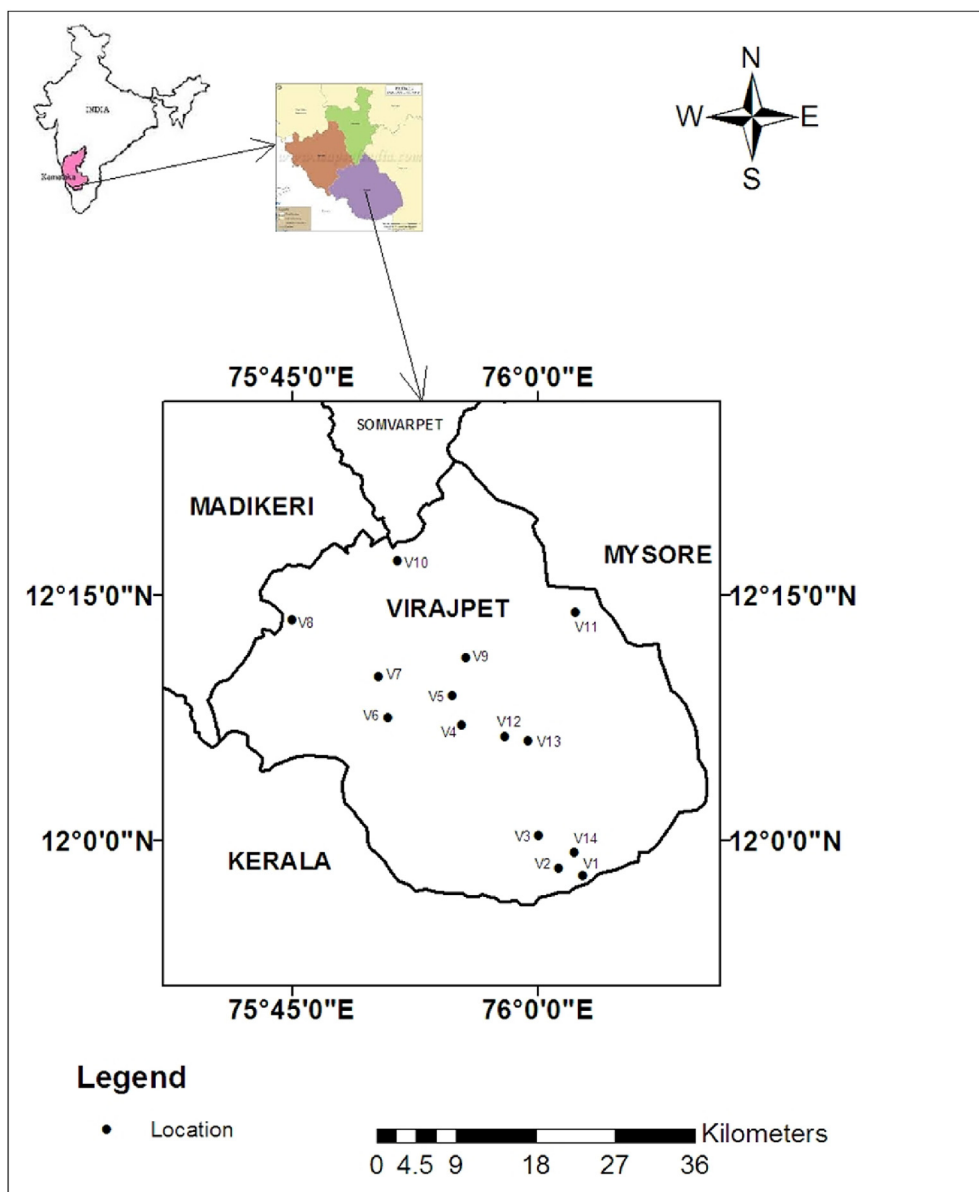 INDIA
Karnataka
N
W E
S
75°45'0"E 76°0'0"E
SOMVARPET
MADIKERI
MYSORE
V10
12°15'0"N 12°15'0"N
VIRAJPET
V11
V8
V9
V7
V5
V6
V4
V12
V13
12°0'0"N 12°0'0"N
V3
V14
V2
V1
KERALA
75°45'0"E 76°0'0"E
Legend
Location
Kilometers
0 4.5 9 18 27 36